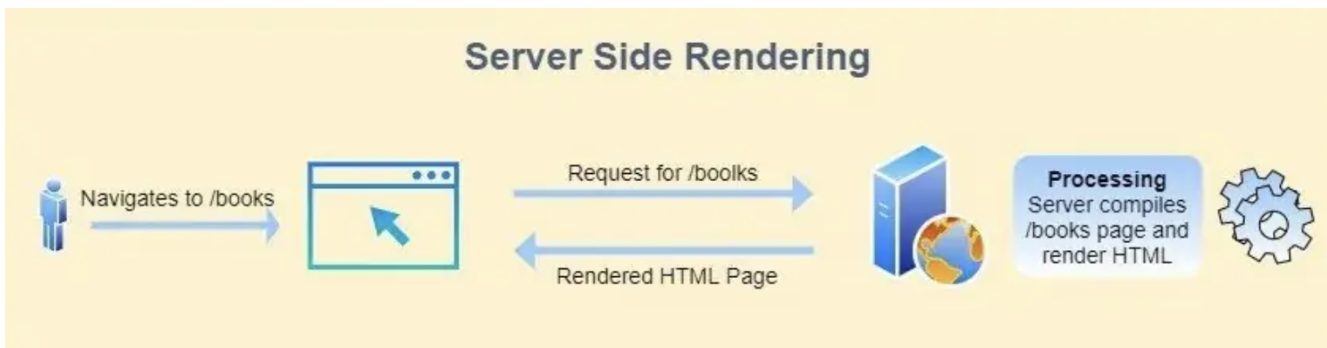 Server Side Rendering
Navigates to /books
Request for /boolks
Rendered HTML Page
Processing
Server compiles
/books page and
render HTML